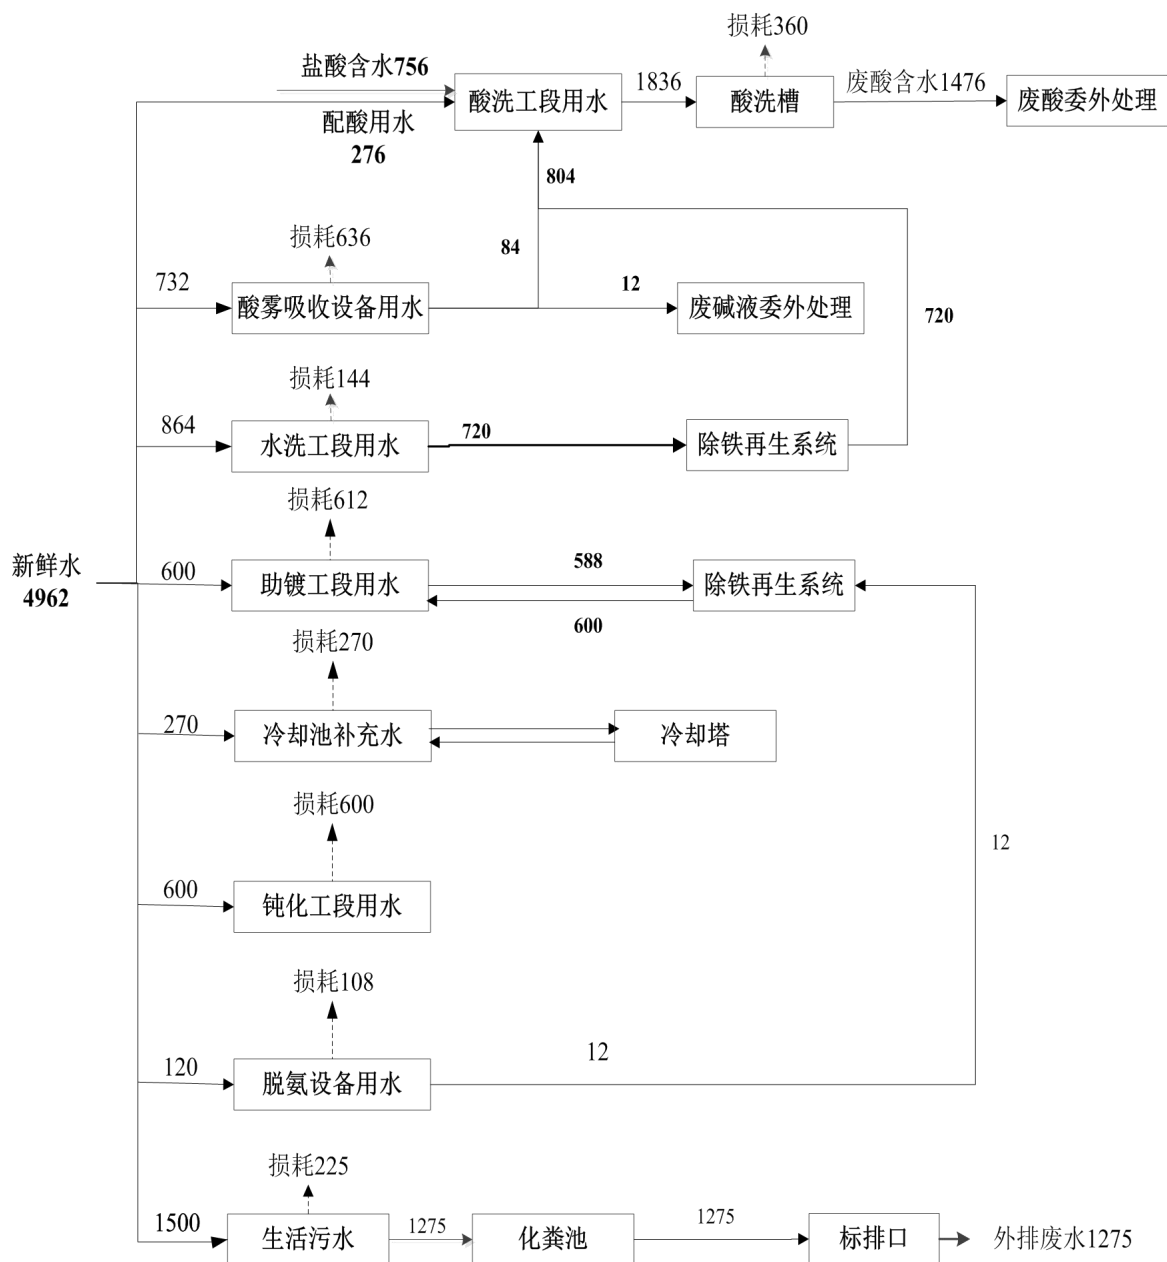 损耗360
盐酸含水756
酸洗工段用水
1836
酸洗槽
废酸含水1476
废酸委外处理
配酸用水
276
804
损耗636
84
732
酸雾吸收设备用水
12
废碱液委外处理
720
损耗144
864
水洗工段用水
720
除铁再生系统
损耗612
新鲜水
4962
600
助镀工段用水
588
600
除铁再生系统
损耗270
270
冷却池补充水
冷却塔
损耗600
12
600
钝化工段用水
损耗108
120
脱氨设备用水
12
损耗225
1500
生活污水
1275
化粪池
1275
标排口
外排废水1275